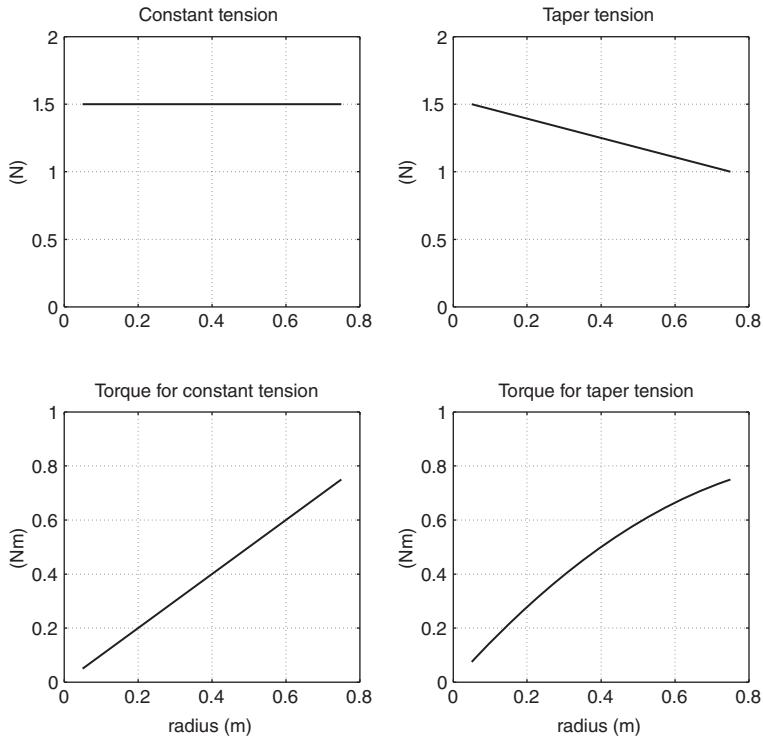 Constant tension
2
1.5
1
0.5
0
(N)
0 0.2 0.4 0.6 0.8
Taper tension
2
1.5
1
0.5
0
(N)
0 0.2 0.4 0.6 0.8
Torque for constant tension
1
0.8
0.6
0.4
0.2
0
(Nm)
0 0.2 0.4 0.6 0.8
radius (m)
Torque for taper tension
1
0.8
0.6
0.4
0.2
0
(Nm)
0 0.2 0.4 0.6 0.8
radius (m)